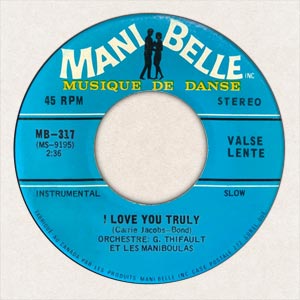 MANI BELLE INC
MUSIQUE DE DANSE
45 RPM
STEREO
MB-317
(MS-9195)
2:36
VALSE
LENTE
INSTRUMENTAL
SLOW
I LOVE YOU TRULY
(Carrie Jacobs-Bond)
ORCHESTRE: G. THIFAULT
ET LES MANIBOULAS